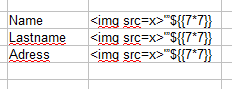 Name <img src=x>'"${{7*7}}
Lastname <img src=x>'"${{7*7}}
Adress <img src=x>'"${{7*7}}